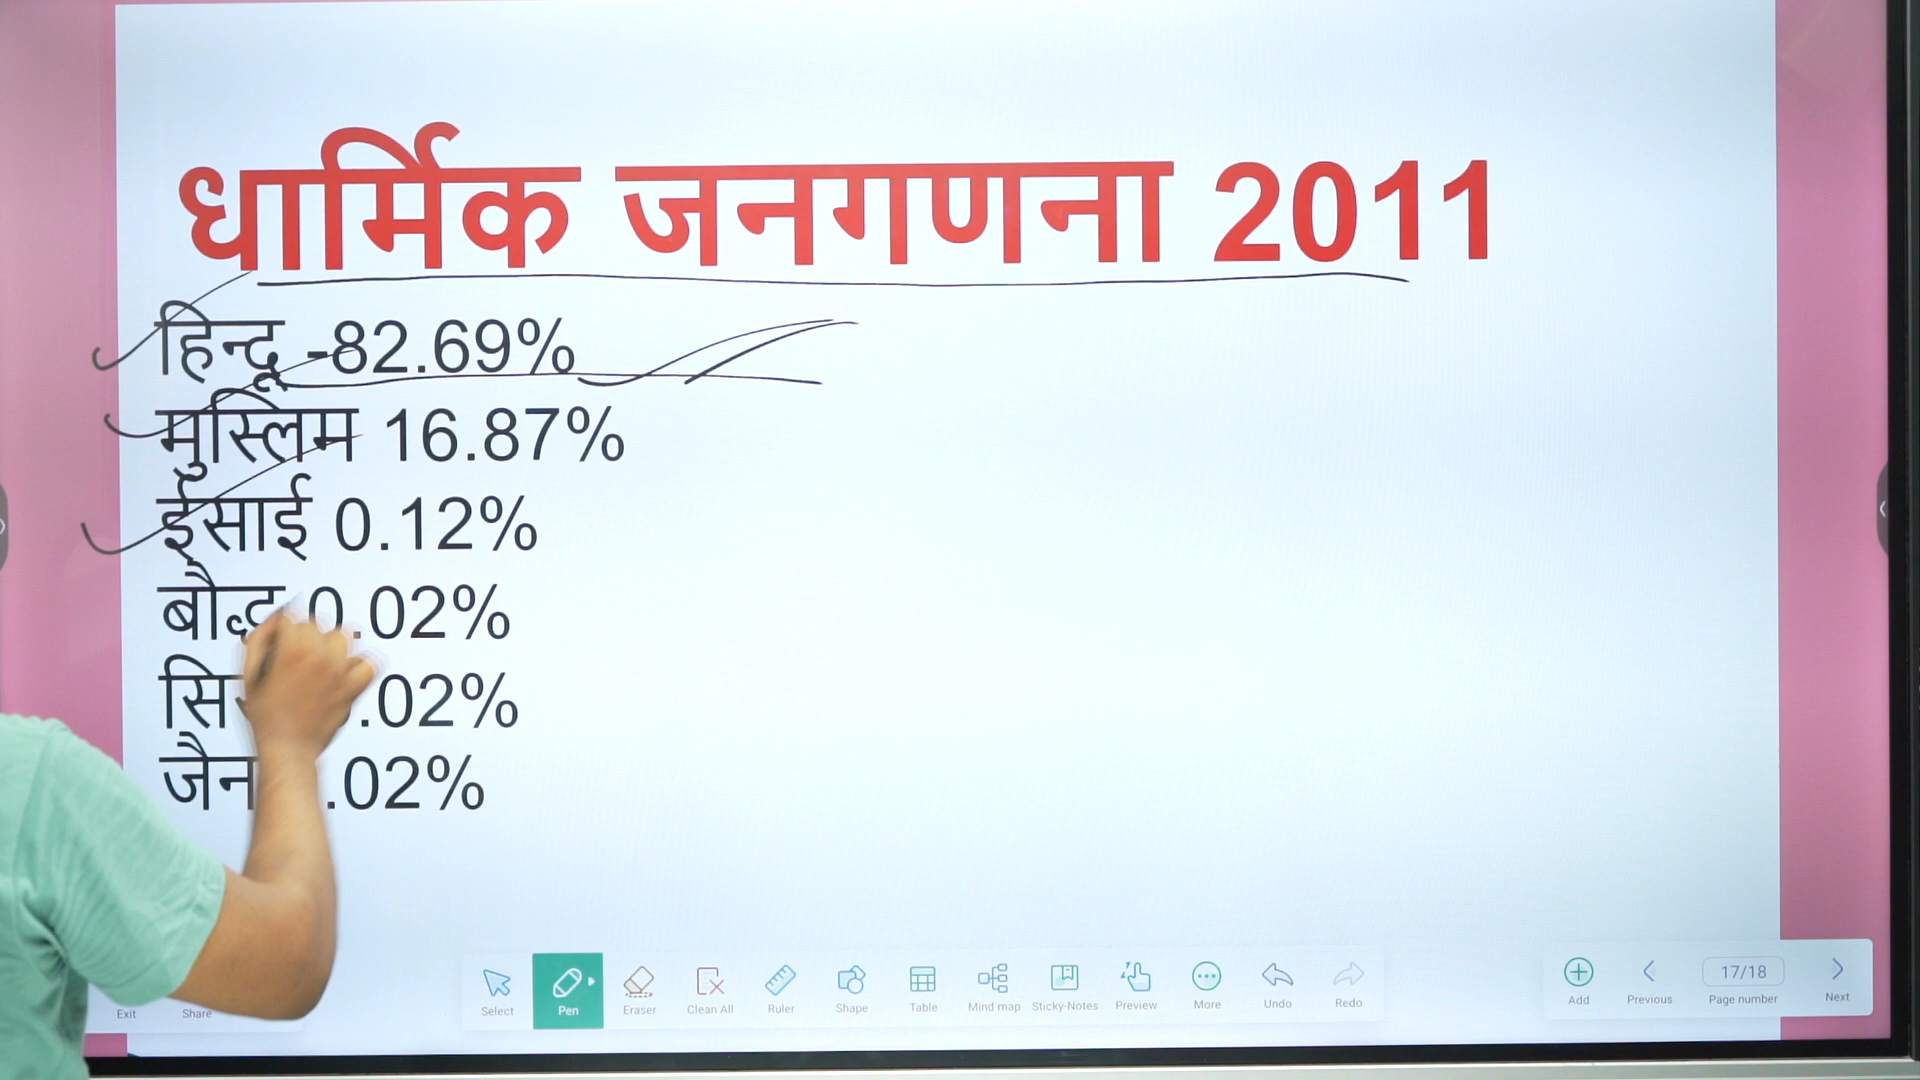 धार्मिक जनगणना 2011
हिन्दू -82.69%
मुस्लिम 16.87%
ईसाई 0.12%
बौद्ध 0.02%
.02%
जैन .02%
Exit Share
Select Pen Eraser Clean All Ruler Shape Table Mind map Sticky-Notes Preview More Undo Redo
Add Previous 17/18 Page number Next